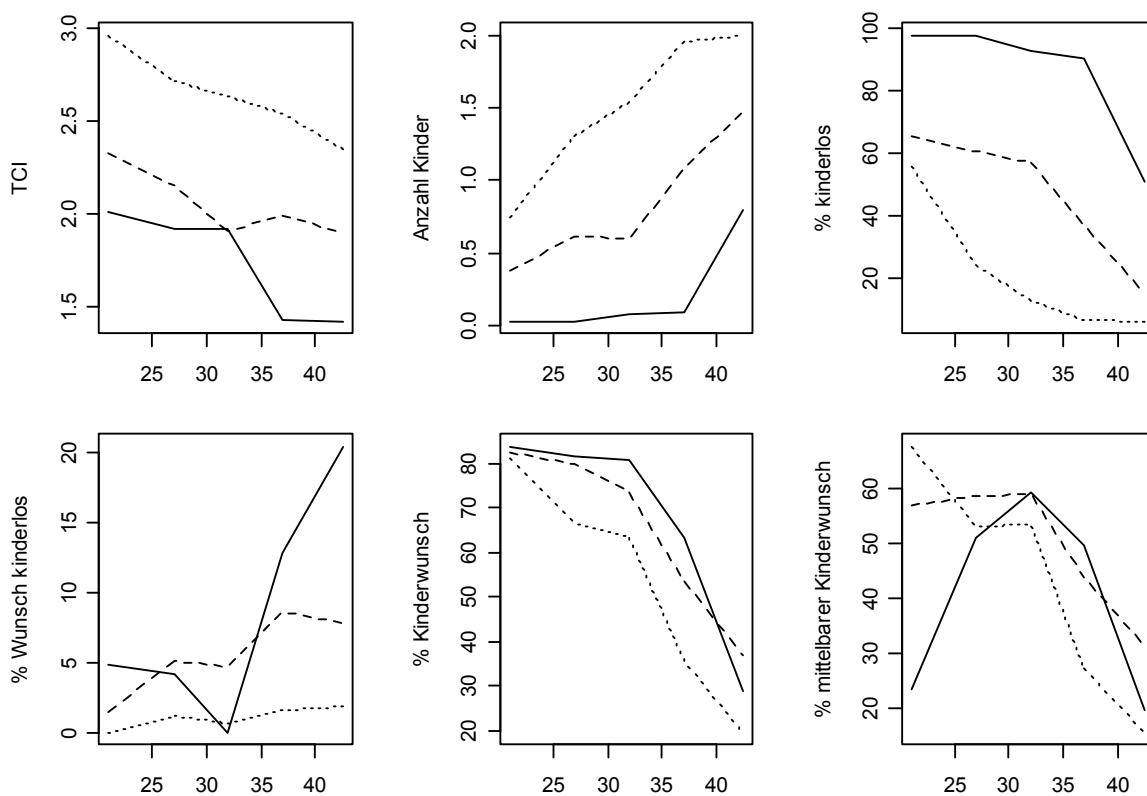 TCI
1.5 2.0 2.5 3.0
25 30 35 40
Anzahl Kinder
0.0 0.5 1.0 1.5 2.0
25 30 35 40
% kinderlos
20 40 60 80 100
25 30 35 40
% Wunsch kinderlos
0 5 10 15 20
25 30 35 40
% Kinderwunsch
20 30 40 50 60 70 80
25 30 35 40
% mittelbarer Kinderwunsch
20 30 40 50 60
25 30 35 40